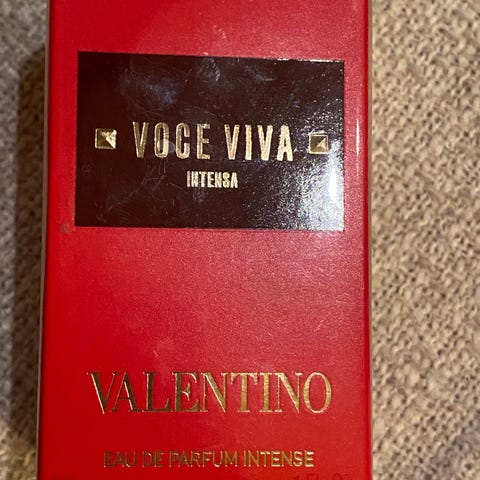 VOCE VIVA
INTENSA
VALENTINO
EAU DE PARFUM INTENSE